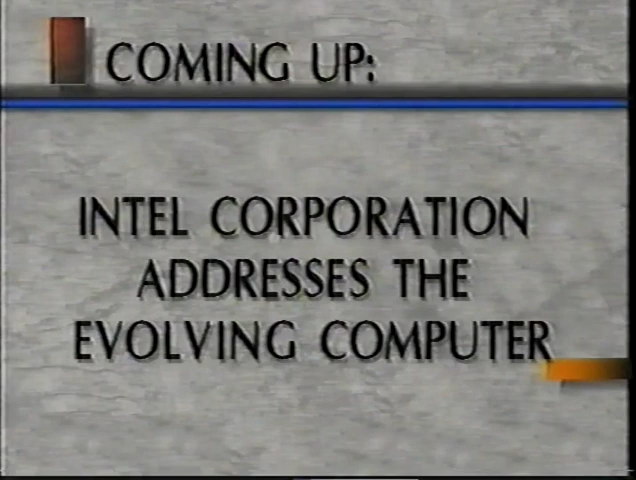 COMING UP:
INTEL CORPORATION
ADDRESSES THE
EVOLVING COMPUTER